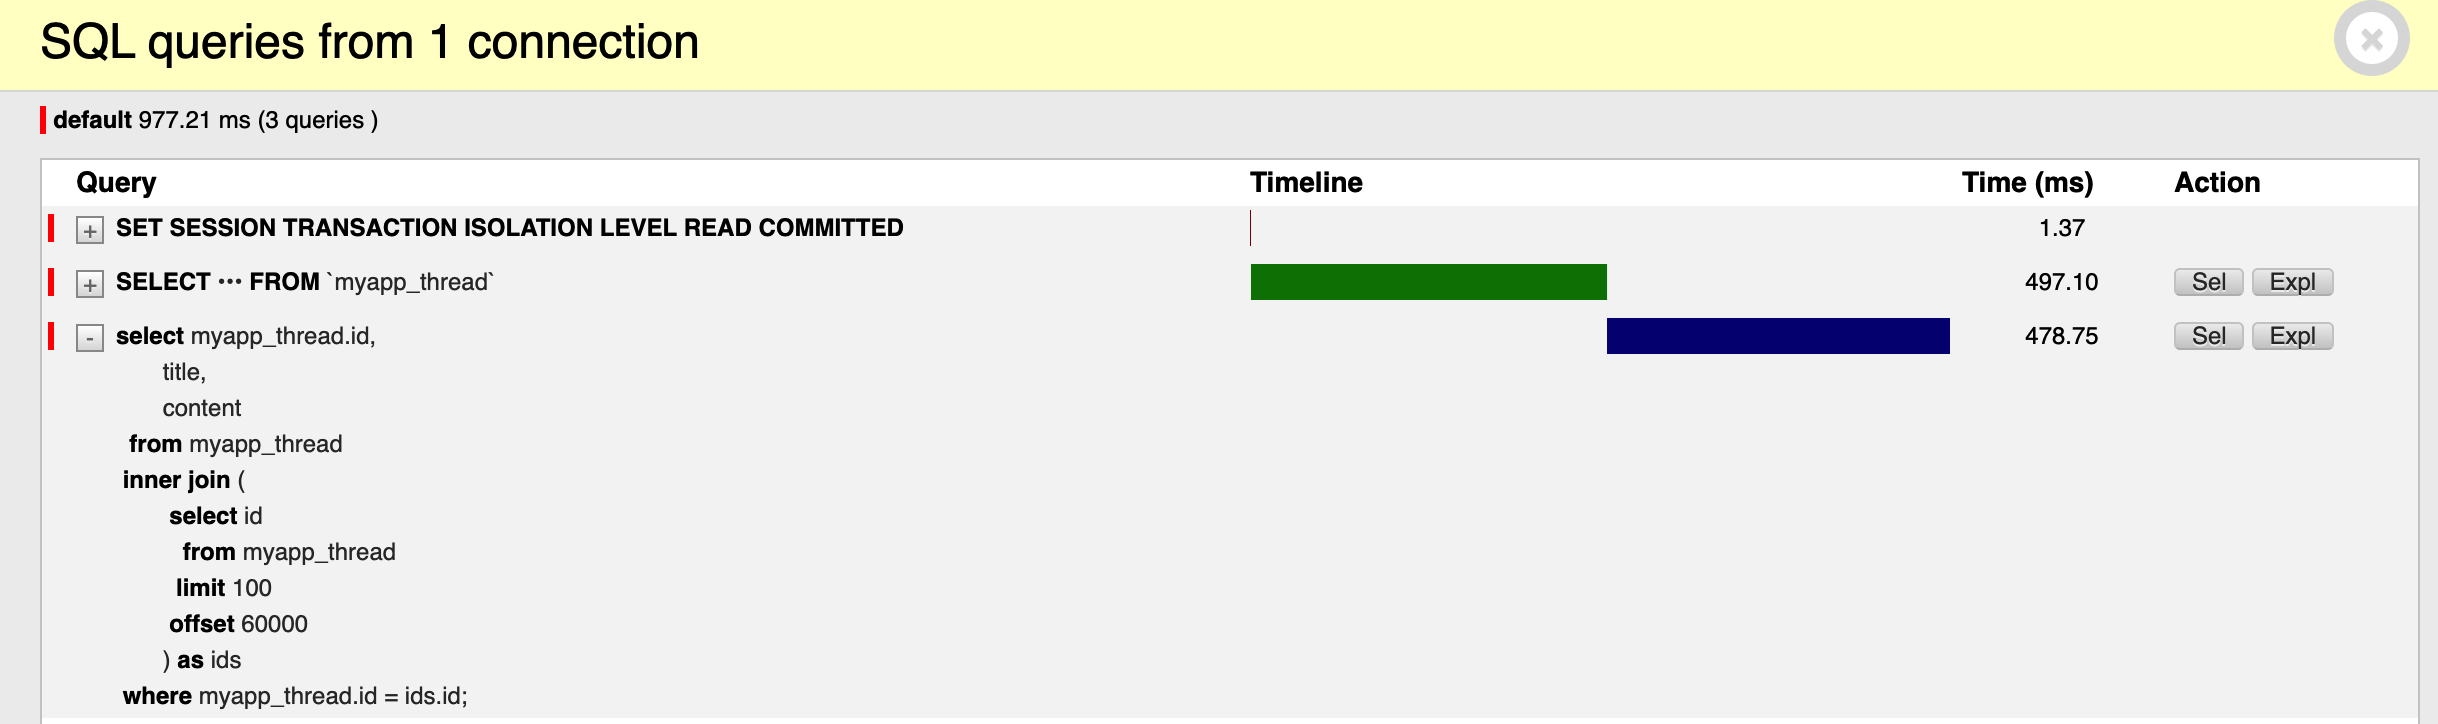 SQL queries from 1 connection
default 977.21 ms (3 queries )
Query Timeline Time (ms) Action
+ SET SESSION TRANSACTION ISOLATION LEVEL READ COMMITTED 1.37
+ SELECT ••• FROM `myapp_thread` 497.10 Sel Expl
- select myapp_thread.id, 478.75 Sel Expl
title,
content
from myapp_thread
inner join (
select id
from myapp_thread
limit 100
offset 60000
) as ids
where myapp_thread.id = ids.id;